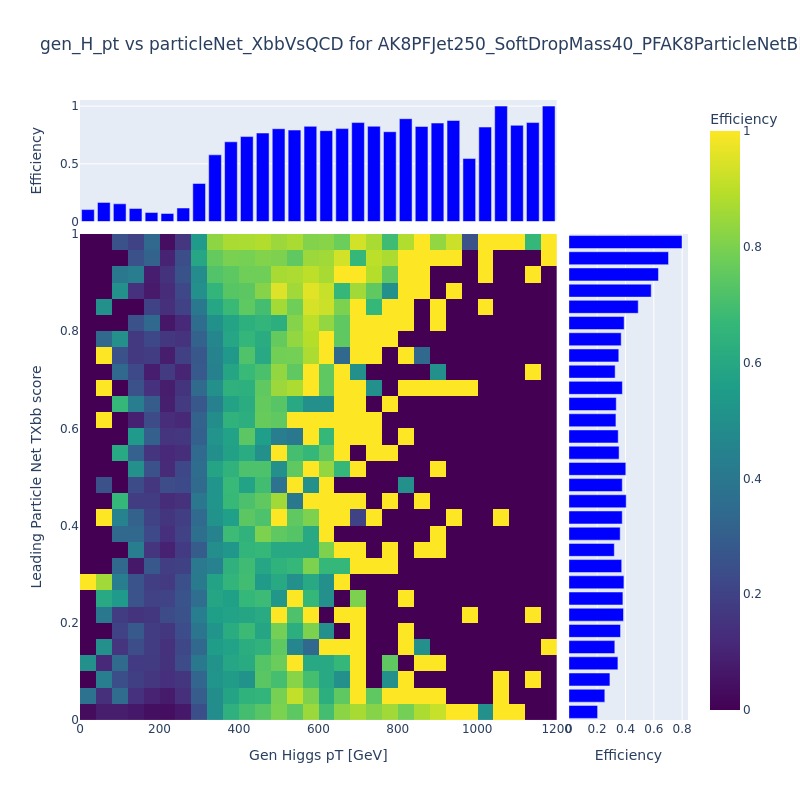 gen_H_pt vs particleNet_XbbVsQCD for AK8PFJet250_SoftDropMass40_PFAK8ParticleNetB
Efficiency
1
0.5
0
Efficiency
1
0.8
0.6
0.4
0.2
0
Leading Particle Net TXbb score
1
0.8
0.6
0.4
0.2
0
0 200 400 600 800 1000 1200
0 0.2 0.4 0.6 0.8
Gen Higgs pT [GeV]
Efficiency